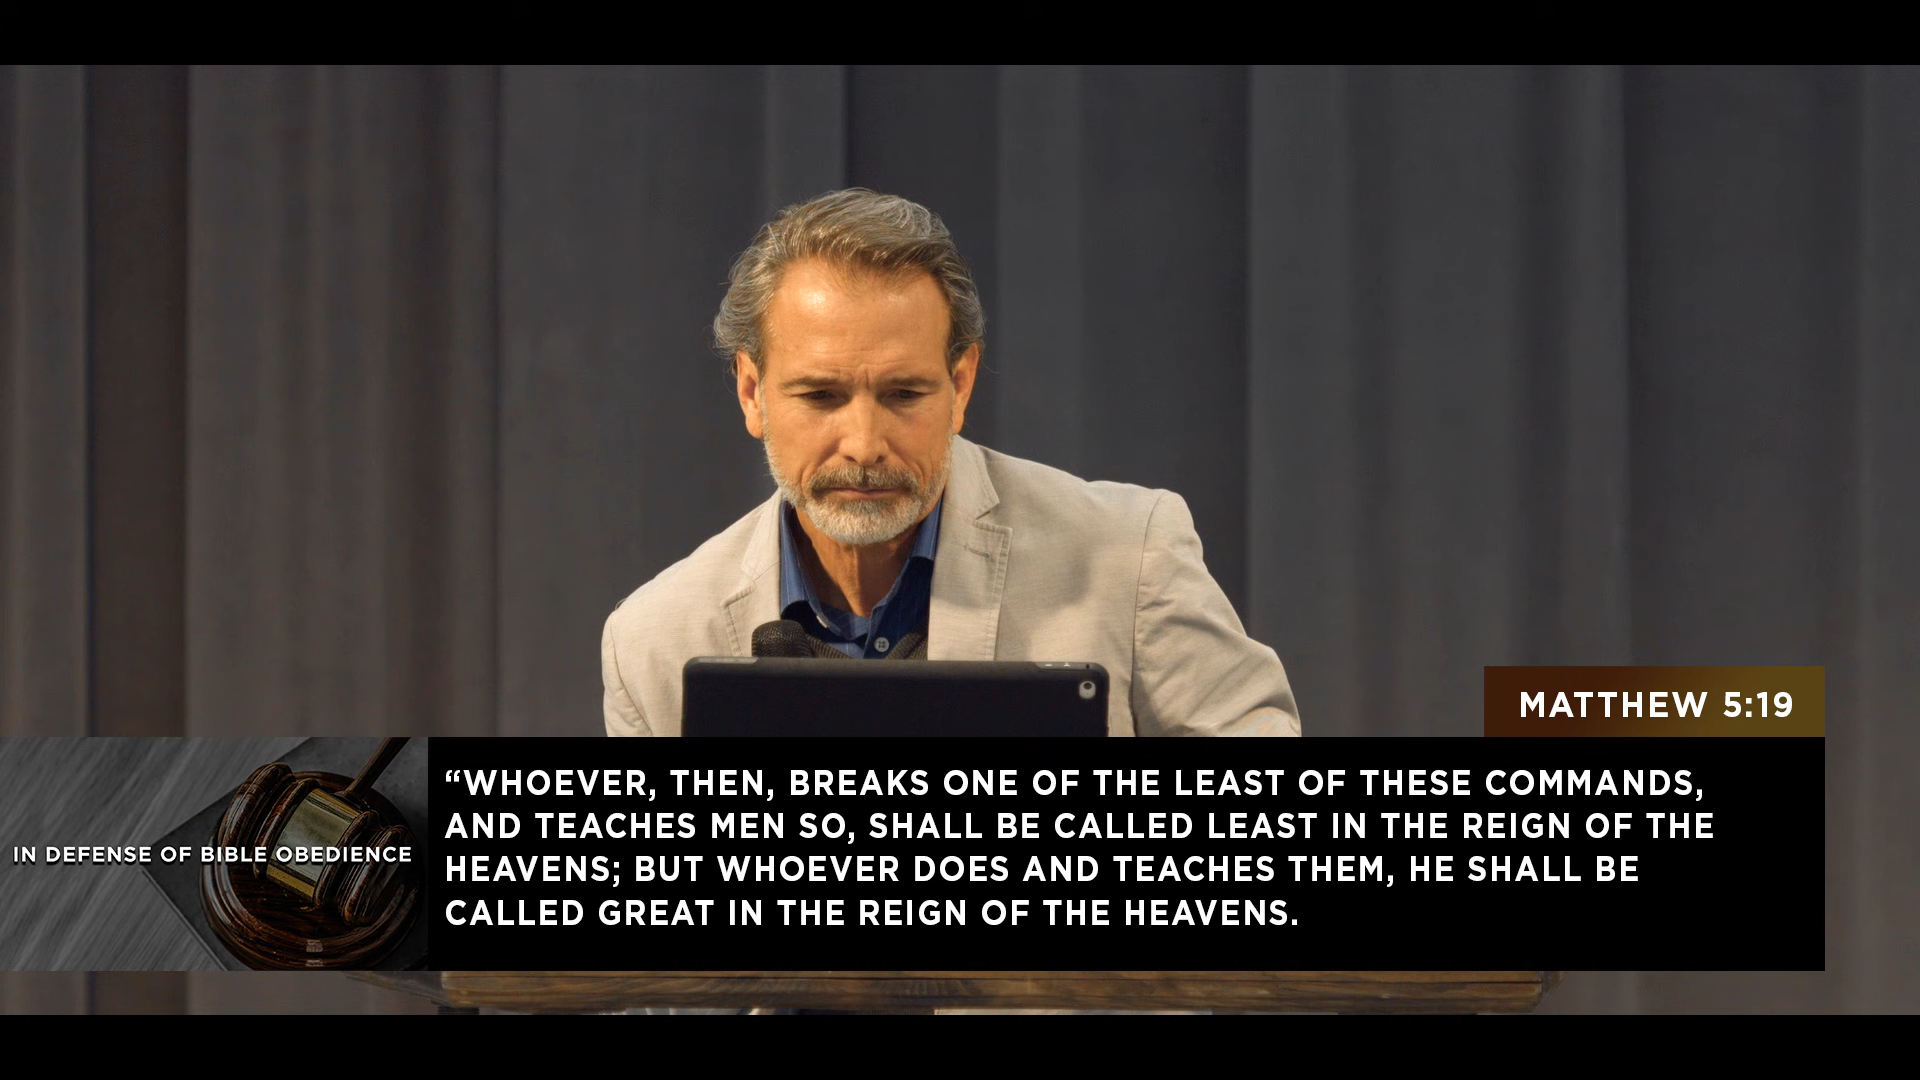 MATTHEW 5:19
IN DEFENSE OF BIBLE OBEDIENCE
“WHOEVER, THEN, BREAKS ONE OF THE LEAST OF THESE COMMANDS,
AND TEACHES MEN SO, SHALL BE CALLED LEAST IN THE REIGN OF THE
HEAVENS; BUT WHOEVER DOES AND TEACHES THEM, HE SHALL BE
CALLED GREAT IN THE REIGN OF THE HEAVENS.